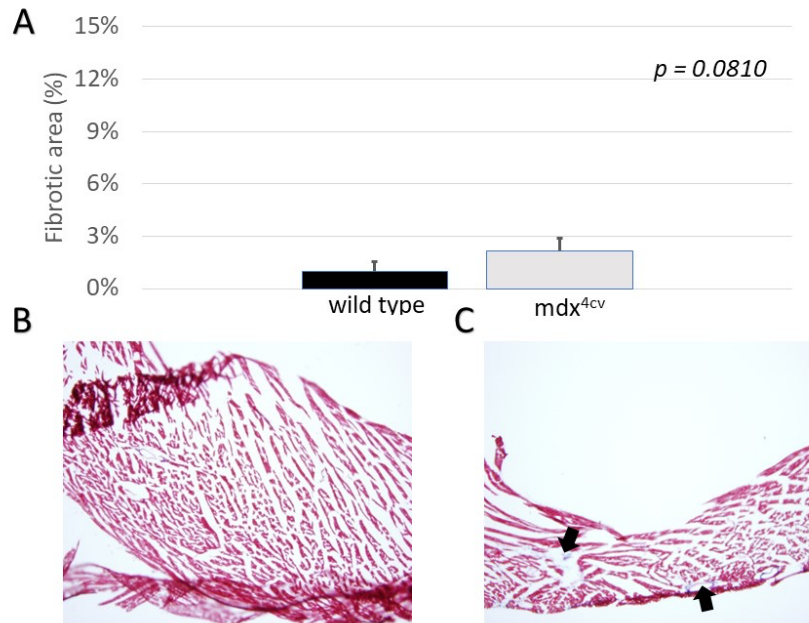 A
15%
12%
9%
6%
3%
0%
Fibrotic area (%)
p = 0.0810
wild type
mdx4cv
B
C